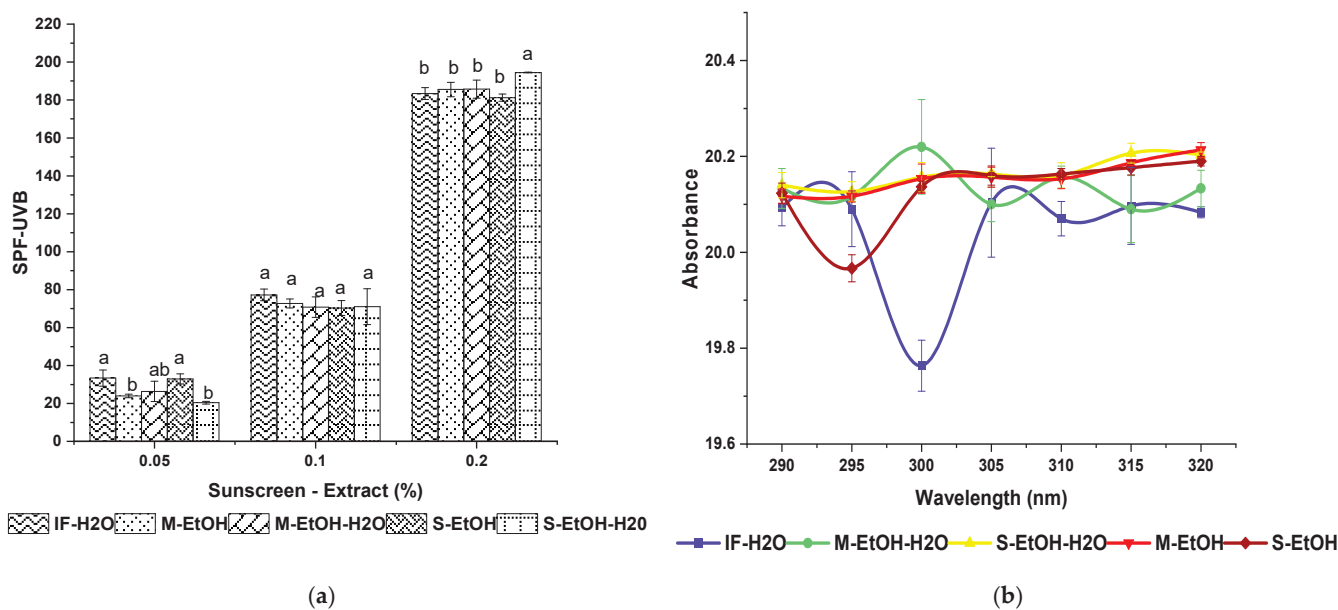 220
200
180
160
140
120
100
80
60
40
20
0
SPF-UVB
a
b
ab
a
b
a
a
a
a
a
b
b
b
b
a
0.05
0.1
0.2
Sunscreen - Extract (%)
IF-H2O
M-EtOH
M-EtOH-H2O
S-EtOH
S-EtOH-H20
(a)
20.4
20.2
20.0
19.8
19.6
Absorbance
290
295
300
305
310
315
320
Wavelength (nm)
IF-H2O
M-EtOH-H2O
S-EtOH-H2O
M-EtOH
S-EtOH
(b)